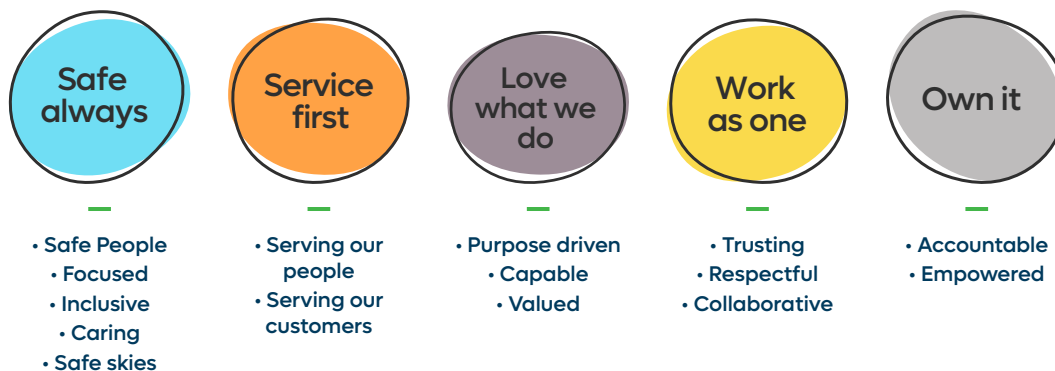 Safe
always
Service
first
Love
what we
do
Work
as one
Own it
• Safe People
• Focused
• Inclusive
• Caring
• Safe skies
• Serving our
people
• Serving our
customers
• Purpose driven
• Capable
• Valued
• Trusting
• Respectful
• Collaborative
• Accountable
• Empowered